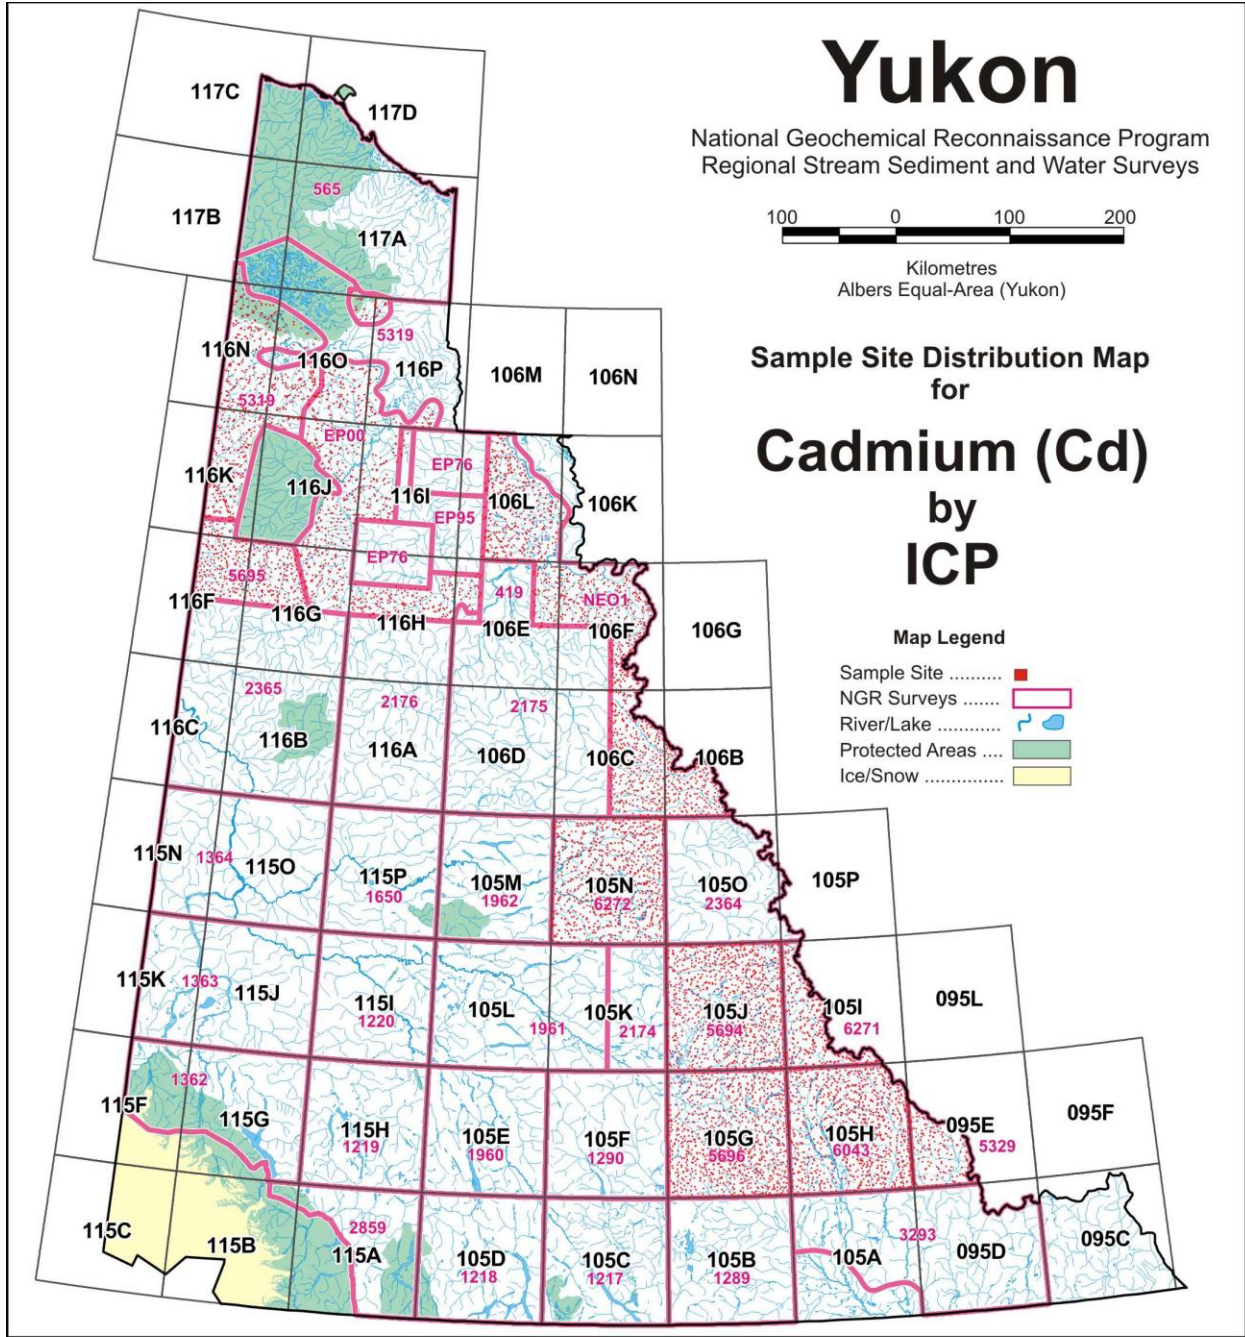 Yukon
National Geochemical Reconnaissance Program
Regional Stream Sediment and Water Surveys
100 0 100 200
Kilometres
Albers Equal-Area (Yukon)
Sample Site Distribution Map
for
Cadmium (Cd)
by
ICP
Map Legend
Sample Site ..........
NGR Surveys .......
River/Lake ............
Protected Areas ....
Ice/Snow ...............
117C
117D
565
117B
117A
5319
116N
116O
116P
106M
106N
5319
EP00
EP76
116K
116J
116I
106L
106K
EP95
EP76
5695
419
NEO1
116F
116G
116H
106E
106F
106G
2365
2176
2175
116C
116B
116A
106D
106C
106B
115N
1364
115O
115P
1650
105M
1962
105N
6272
105O
2364
105P
115K
1363
115J
115I
1220
105L
1961
105K
2174
105J
5694
105I
6271
095L
1362
115F
115G
115H
1219
105E
1960
105F
1290
105G
5696
105H
6043
095E
5329
095F
115C
115B
2859
115A
105D
1218
105C
1217
105B
1289
105A
3293
095D
095C